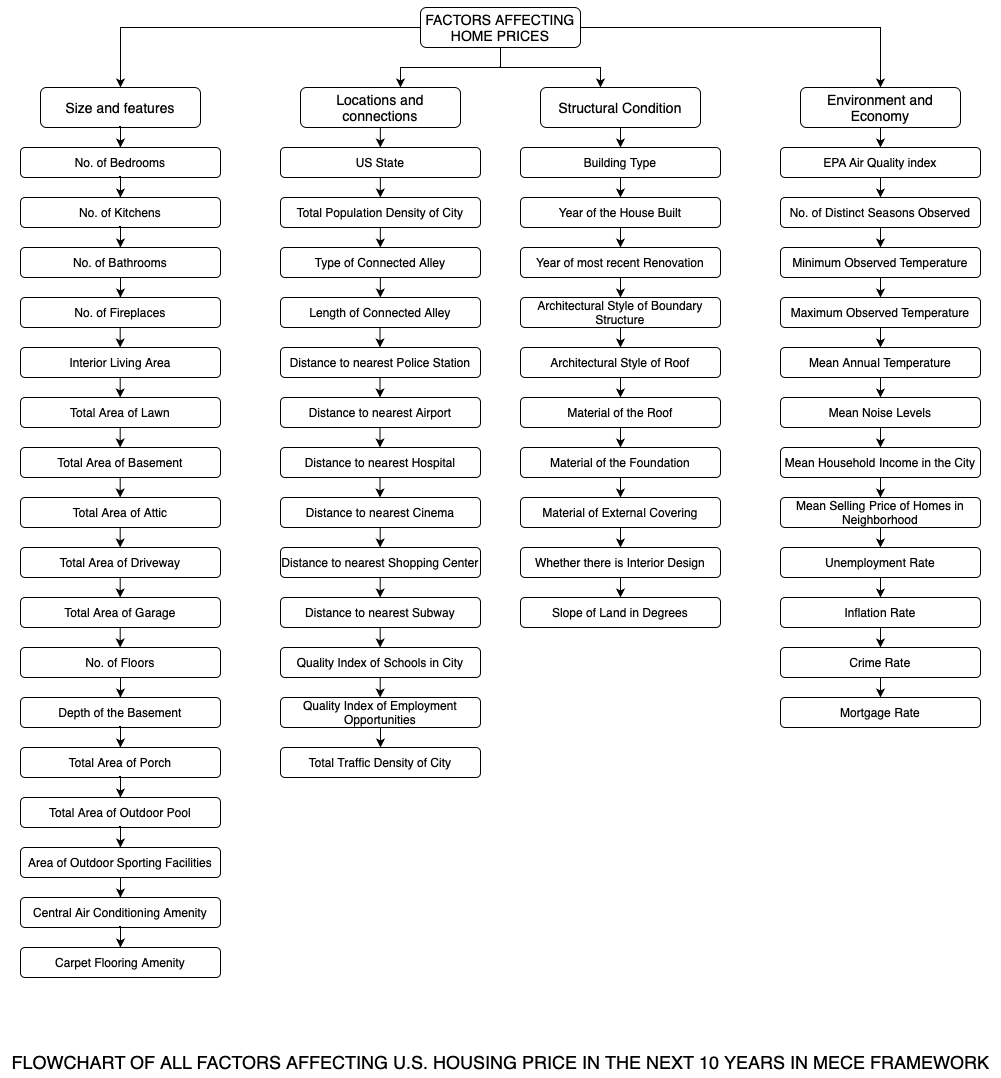 FACTORS AFFECTING
HOME PRICES
Size and features
No. of Bedrooms
No. of Kitchens
No. of Bathrooms
No. of Fireplaces
Interior Living Area
Total Area of Lawn
Total Area of Basement
Total Area of Attic
Total Area of Driveway
Total Area of Garage
No. of Floors
Depth of the Basement
Total Area of Porch
Total Area of Outdoor Pool
Area of Outdoor Sporting Facilities
Central Air Conditioning Amenity
Carpet Flooring Amenity
Locations and
connections
US State
Total Population Density of City
Type of Connected Alley
Length of Connected Alley
Distance to nearest Police Station
Distance to nearest Airport
Distance to nearest Hospital
Distance to nearest Cinema
Distance to nearest Shopping Center
Distance to nearest Subway
Quality Index of Schools in City
Quality Index of Employment
Opportunities
Total Traffic Density of City
Structural Condition
Building Type
Year of the House Built
Year of most recent Renovation
Architectural Style of Boundary
Structure
Architectural Style of Roof
Material of the Roof
Material of the Foundation
Material of External Covering
Whether there is Interior Design
Slope of Land in Degrees
Environment and
Economy
EPA Air Quality index
No. of Distinct Seasons Observed
Minimum Observed Temperature
Maximum Observed Temperature
Mean Annual Temperature
Mean Noise Levels
Mean Household Income in the City
Mean Selling Price of Homes in
Neighborhood
Unemployment Rate
Inflation Rate
Crime Rate
Mortgage Rate
FLOWCHART OF ALL FACTORS AFFECTING U.S. HOUSING PRICE IN THE NEXT 10 YEARS IN MECE FRAMEWORK